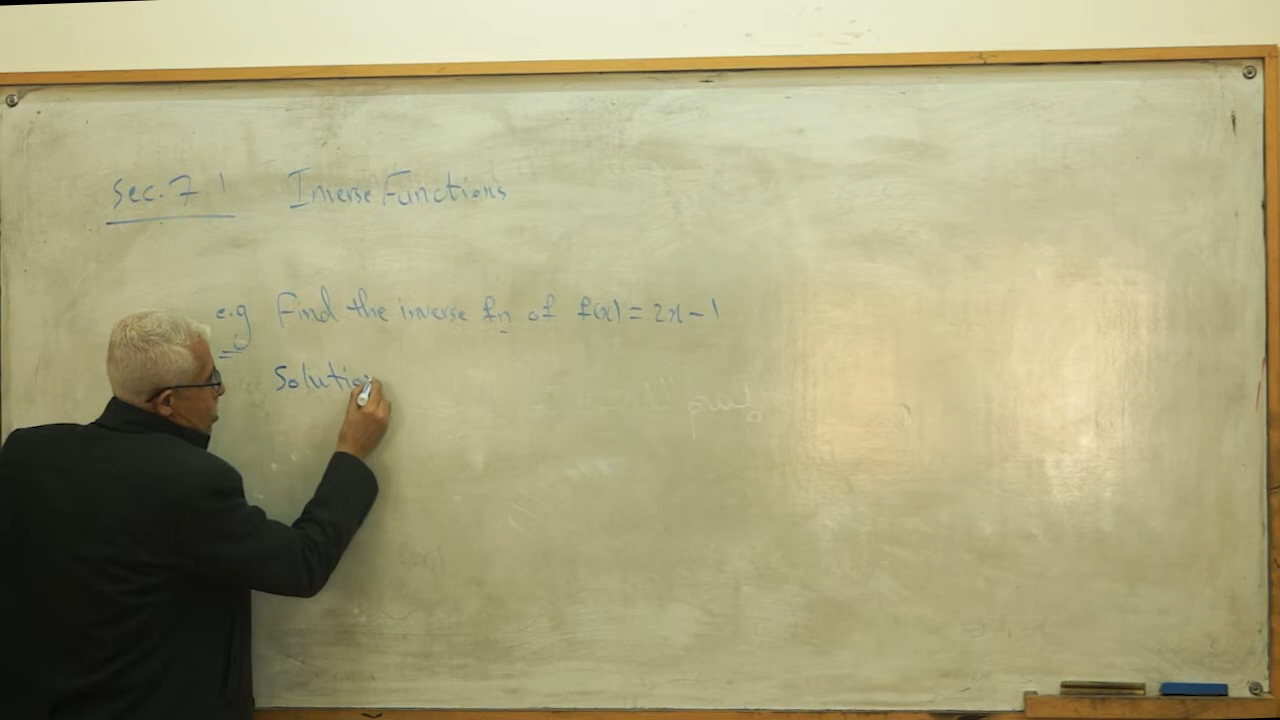 Sec. 7.1 Inverse Functions
e.g Find the inverse fn of f(x) = 2x - 1
Solution